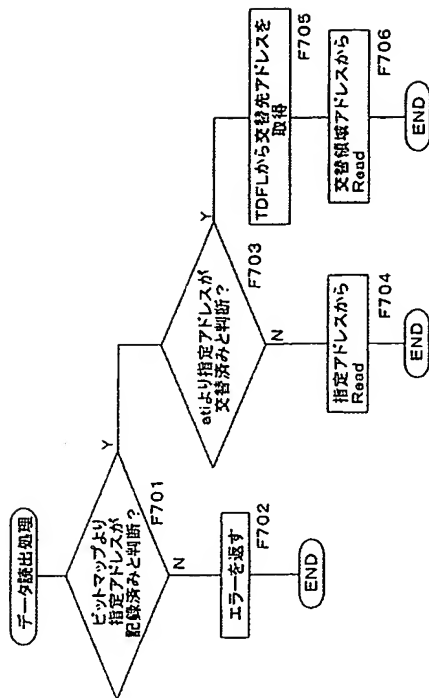 データ読出処理
ビットマップより
指定アドレスが
記録済みと判断?
F701
Y
N
エラーを返す
F702
END
atiより指定アドレスが
交替済みと判断?
F703
Y
N
指定アドレスから
Read
F704
END
TDFLから交替先アドレスを
取得
F705
交替領域アドレスから
Read
F706
END